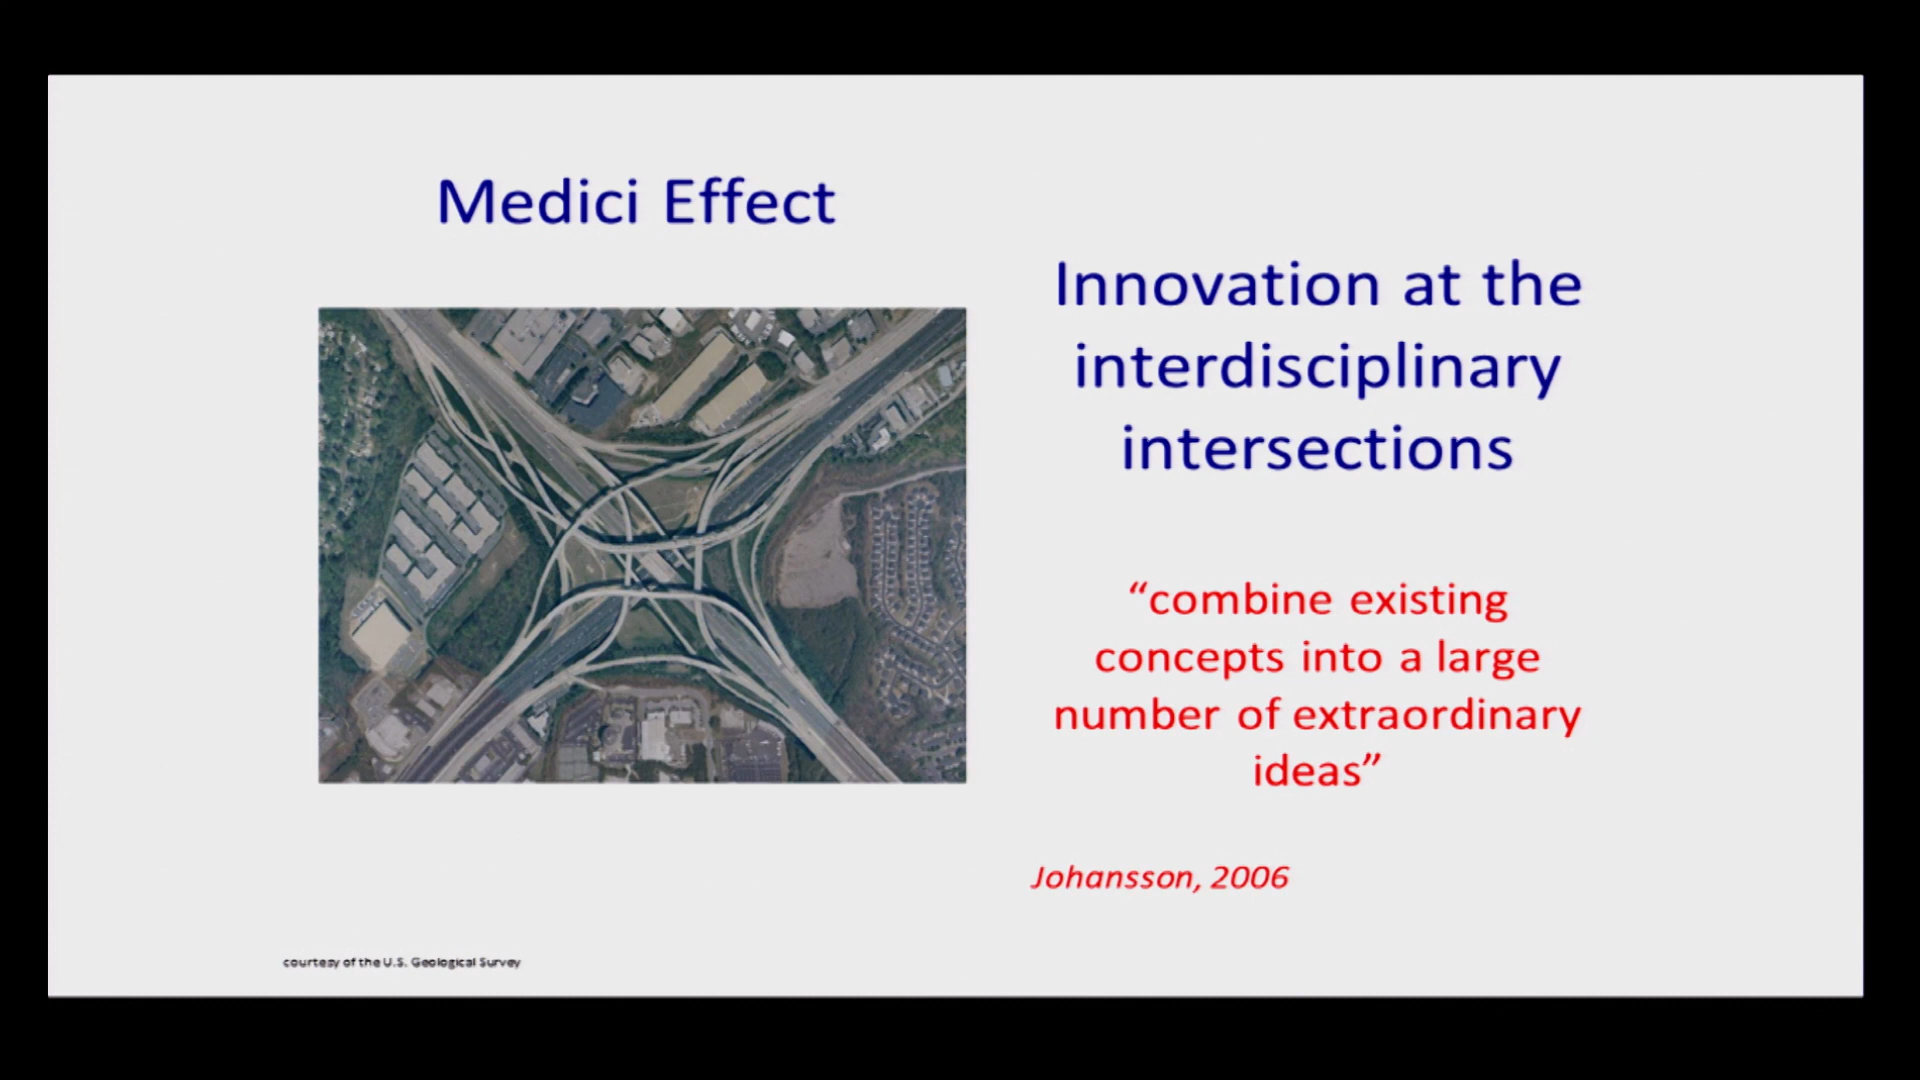 Medici Effect
Innovation at the
interdisciplinary
intersections
“combine existing
concepts into a large
number of extraordinary
ideas”
Johansson, 2006
courtesy of the U.S. Geological Survey